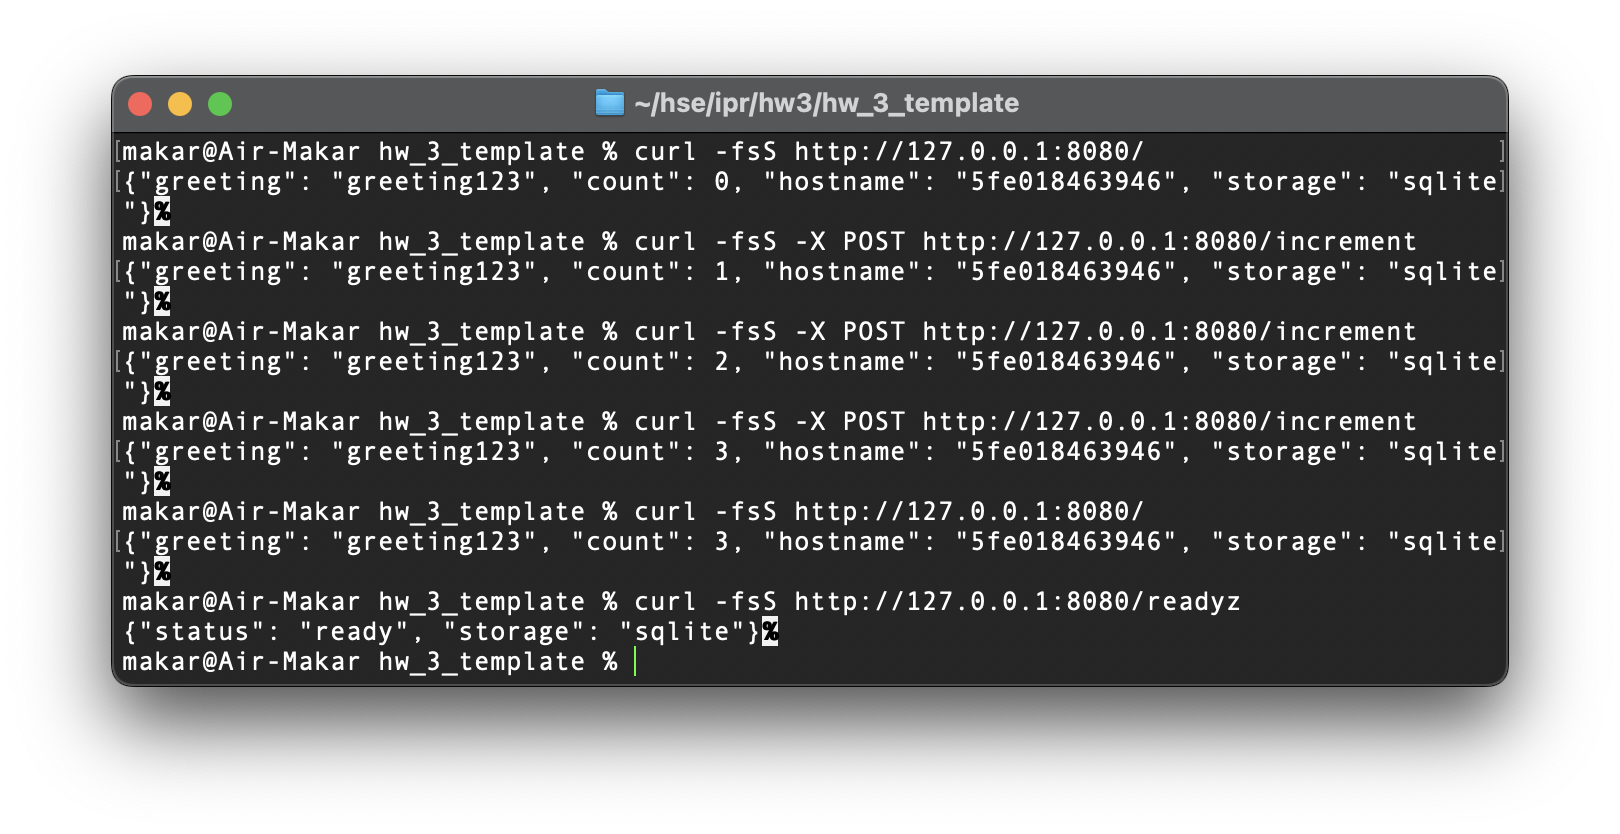 ~/hse/ipr/hw3/hw_3_template
[makar@Air-Makar hw_3_template % curl -fsS http://127.0.0.1:8080/ ]
[{"greeting": "greeting123", "count": 0, "hostname": "5fe018463946", "storage": "sqlite]
"}%
makar@Air-Makar hw_3_template % curl -fsS -X POST http://127.0.0.1:8080/increment
[{"greeting": "greeting123", "count": 1, "hostname": "5fe018463946", "storage": "sqlite]
"}%
makar@Air-Makar hw_3_template % curl -fsS -X POST http://127.0.0.1:8080/increment
[{"greeting": "greeting123", "count": 2, "hostname": "5fe018463946", "storage": "sqlite]
"}%
makar@Air-Makar hw_3_template % curl -fsS -X POST http://127.0.0.1:8080/increment
[{"greeting": "greeting123", "count": 3, "hostname": "5fe018463946", "storage": "sqlite]
"}%
makar@Air-Makar hw_3_template % curl -fsS http://127.0.0.1:8080/
[{"greeting": "greeting123", "count": 3, "hostname": "5fe018463946", "storage": "sqlite]
"}%
makar@Air-Makar hw_3_template % curl -fsS http://127.0.0.1:8080/readyz
{"status": "ready", "storage": "sqlite"}%
makar@Air-Makar hw_3_template %